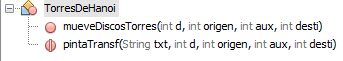 TorresDeHanoi
mueveDiscosTorres(int d, int origen, int aux, int desti)
pintaTransf(String txt, int d, int origen, int aux, int desti)